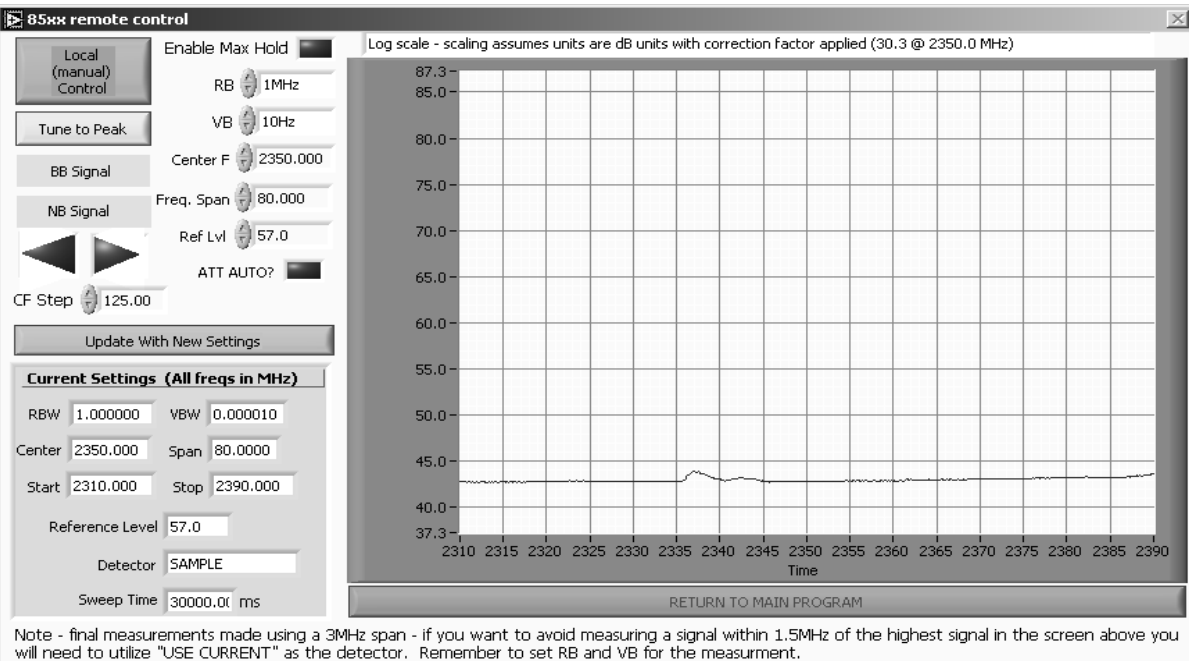 85xx remote control
Local
(manual)
Control
Enable Max Hold
RB 1MHz
Tune to Peak
VB 10Hz
BB Signal
Center F 2350.000
NB Signal
Freq. Span 80.000
Ref Lvl 57.0
ATT AUTO?
CF Step 125.00
Update With New Settings
Current Settings (All freqs in MHz)
RBW 1.000000 VBW 0.000010
Center 2350.000 Span 80.0000
Start 2310.000 Stop 2390.000
Reference Level 57.0
Detector SAMPLE
Sweep Time 30000.0( ms
Log scale - scaling assumes units are dB units with correction factor applied (30.3 @ 2350.0 MHz)
87.3
85.0
80.0
75.0
70.0
65.0
60.0
55.0
50.0
45.0
40.0
37.3
2310 2315 2320 2325 2330 2335 2340 2345 2350 2355 2360 2365 2370 2375 2380 2385 2390
Time
RETURN TO MAIN PROGRAM
Note - final measurements made using a 3MHz span - if you want to avoid measuring a signal within 1.5MHz of the highest signal in the screen above you
will need to utilize "USE CURRENT" as the detector. Remember to set RB and VB for the measurment.